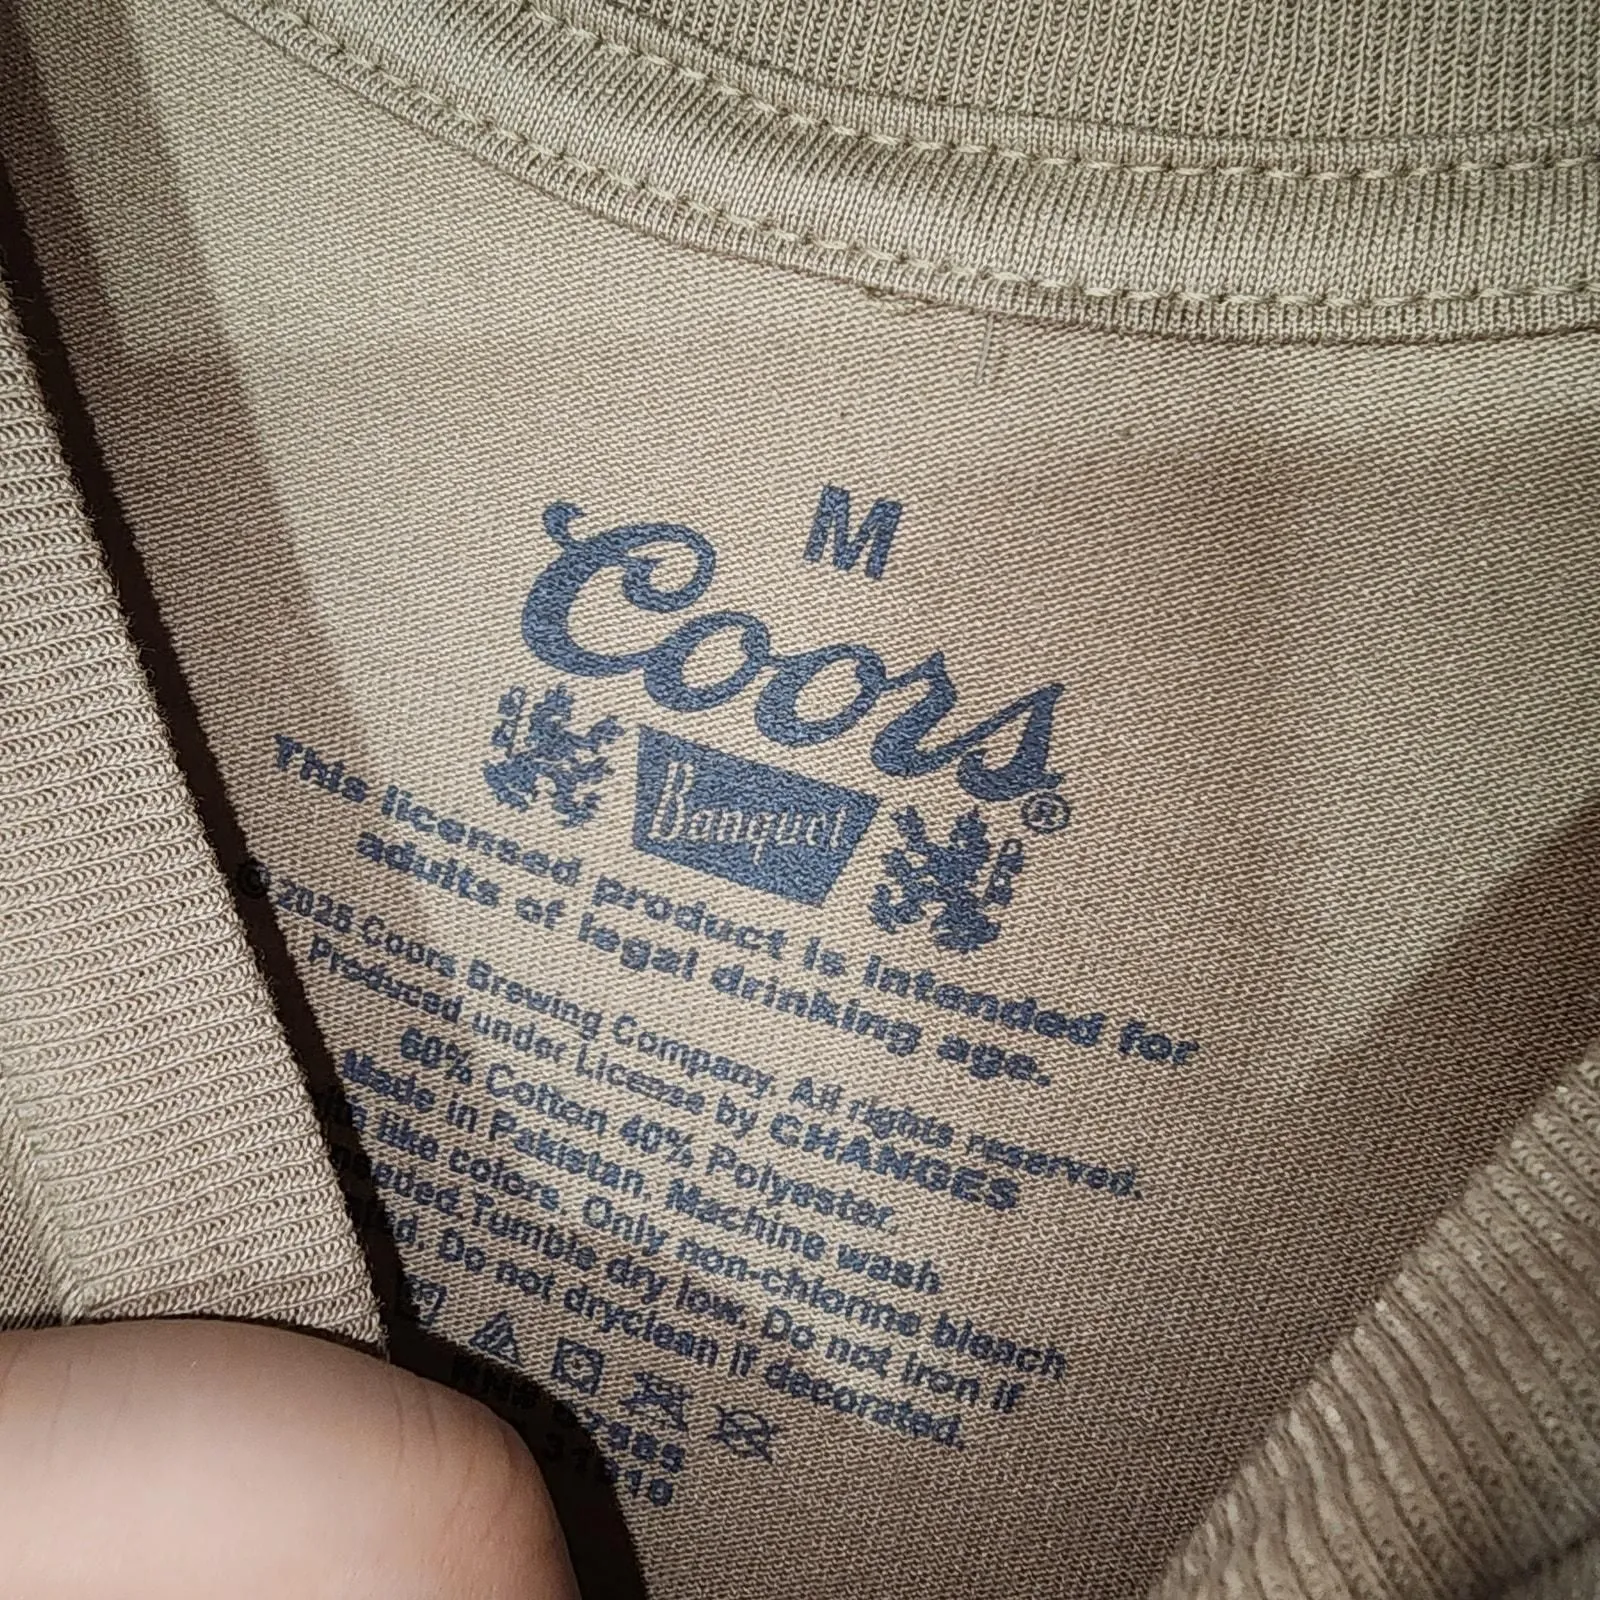 M
Coors®
Banquet
This licensed product is intended for
adults of legal drinking age.
© 2025 Coors Brewing Company. All rights reserved.
Produced under License by CHANGES
60% Cotton 40% Polyester.
Made in Pakistan. Machine wash
like colors. Only non-chlorine bleach
Tumble dry low. Do not iron if
Do not dryclean if decorated.